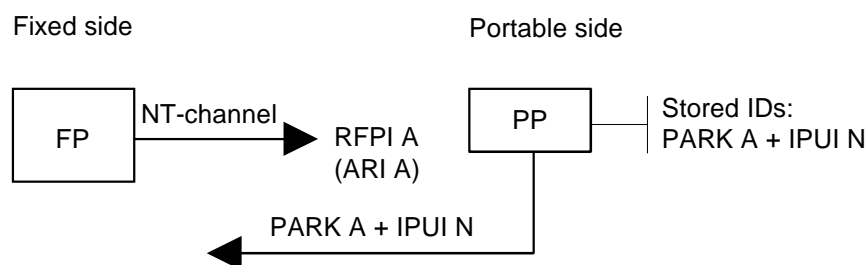 Fixed side
Portable side
FP
NT-channel
RFPI A
(ARI A)
PP
Stored IDs:
PARK A + IPUI N
PARK A + IPUI N